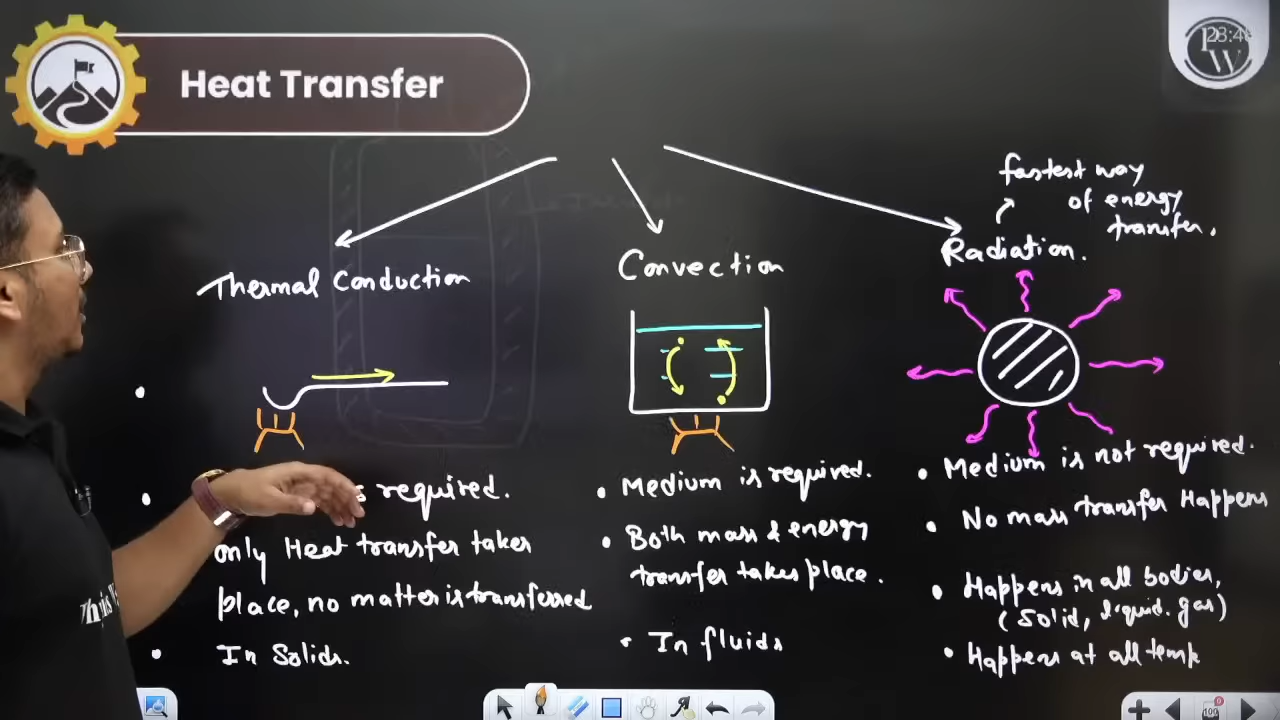 Heat Transfer
PW
fastest way
of energy
transfer.
Thermal Conduction
Convection
Radiation.
required.
only Heat transfer takes
place, no matter is transferred
In Solids.
Medium is required.
Both mass & energy
transfer takes place.
In fluids
Medium is not required.
No mass transfer Happens
Happens in all bodies,
(Solid, liquid. gas)
Happens at all temp
100